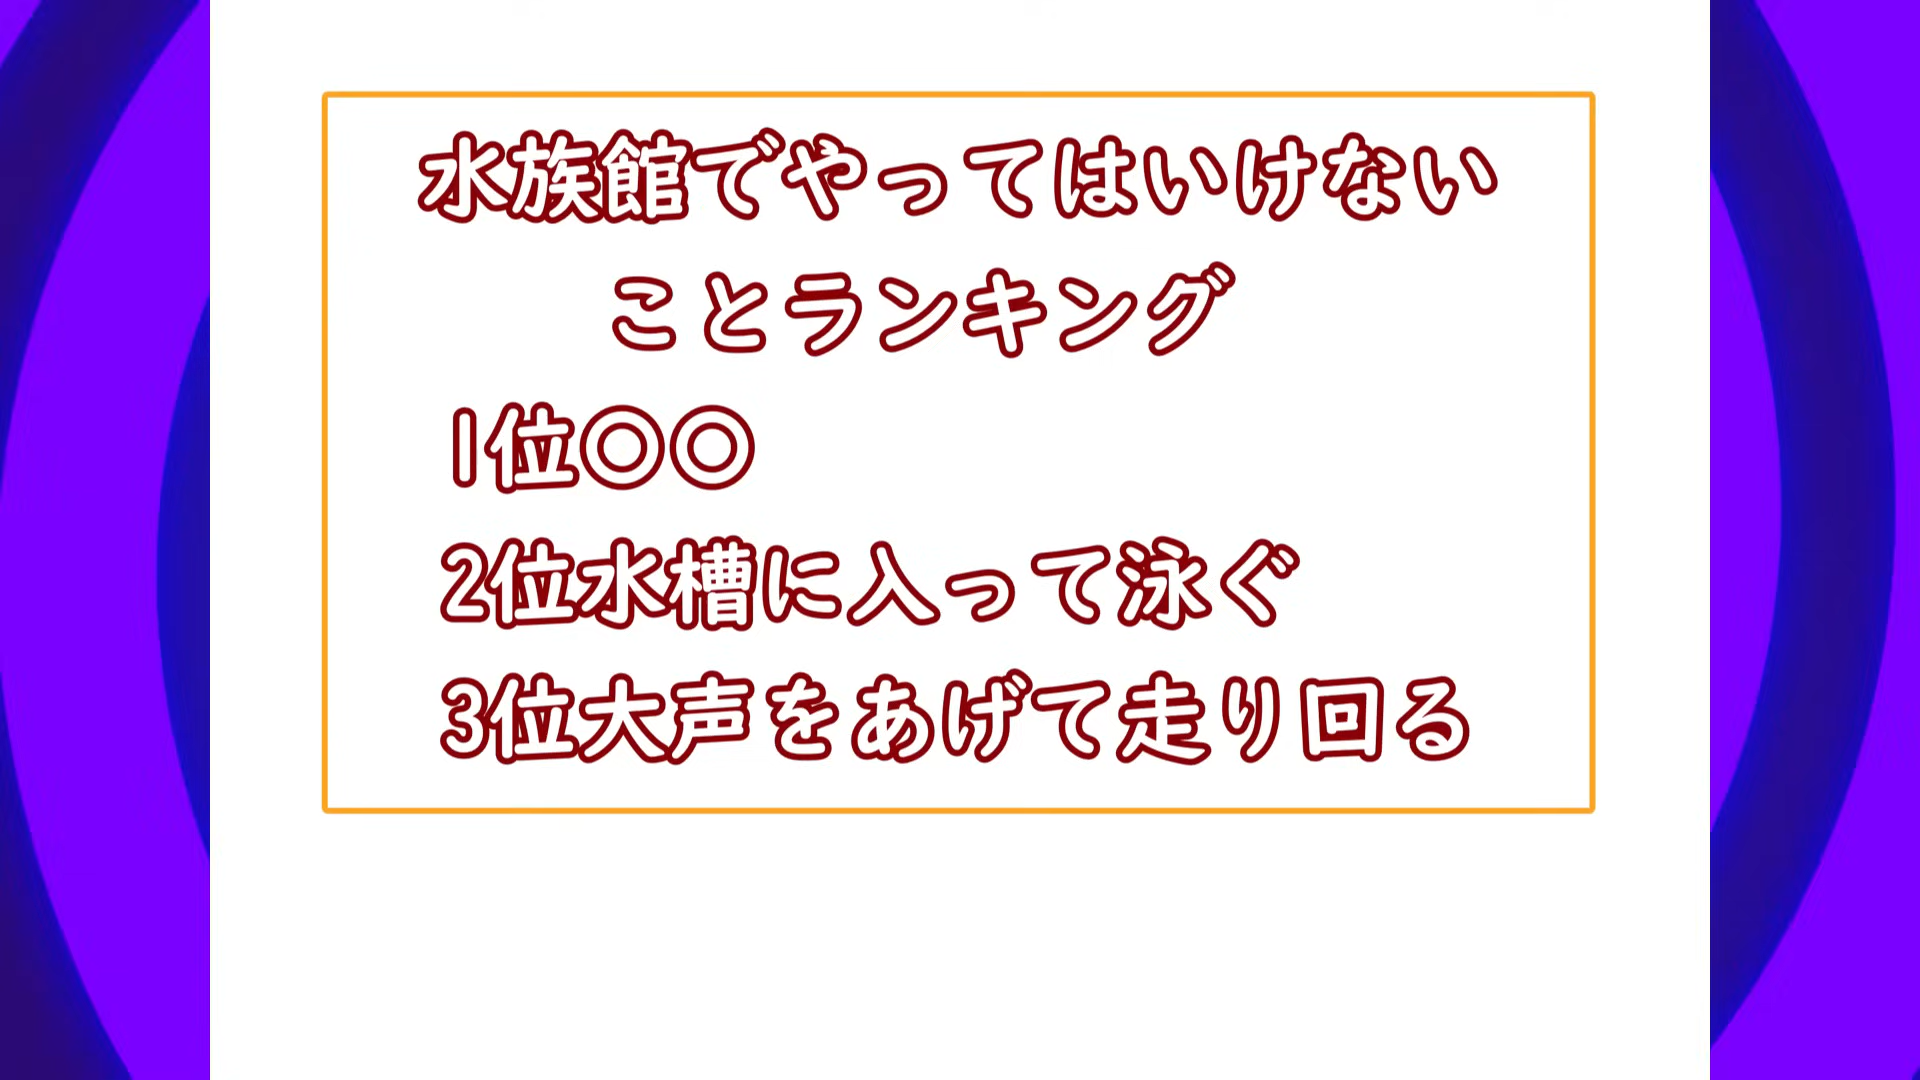 水族館でやってはいけない
ことランキング
1位〇〇
2位水槽に入って泳ぐ
3位大声をあげて走り回る